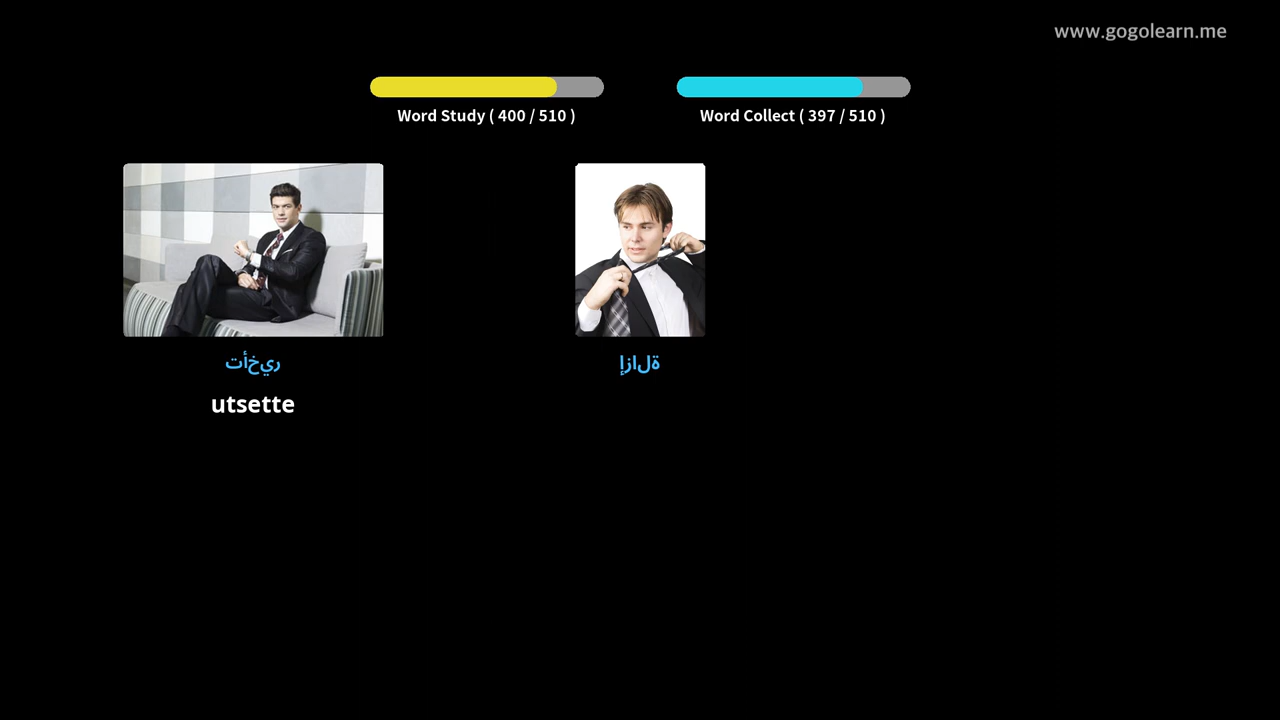 www.gogolearn.me
Word Study ( 400 / 510 )
Word Collect ( 397 / 510 )
تأخير
إزالة
utsette